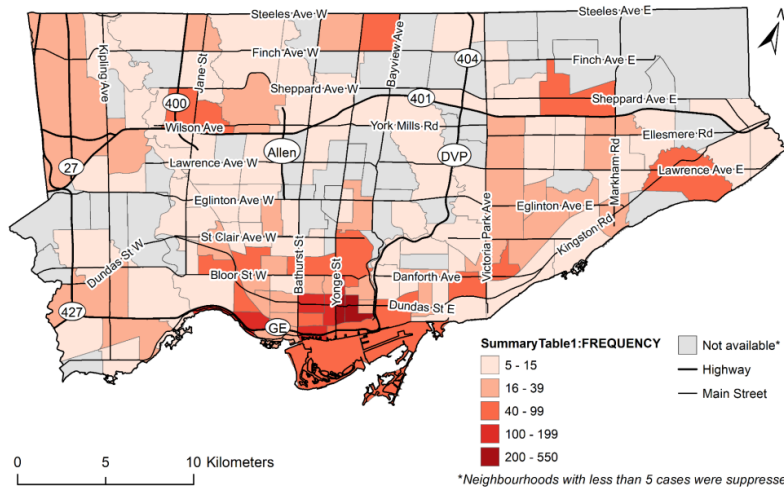 Steeles Ave W
Steeles Ave E
Kipling Ave
Finch Ave W
Jane St
Bayview Ave
404
Finch Ave E
400
Sheppard Ave W
401
Sheppard Ave E
Wilson Ave
York Mills Rd
Ellesmere Rd
27
Lawrence Ave W
Allen
DVP
Markham Rd
Lawrence Ave E
Eglinton Ave W
Victoria Park Ave
Eglinton Ave E
Kingston Rd
St Clair Ave W
Dundas St W
Bloor St W
Bathurst St
Yonge St
Danforth Ave
427
GE
Dundas St E
SummaryTable1:FREQUENCY
5 - 15
16 - 39
40 - 99
100 - 199
200 - 550
Not available*
Highway
Main Street
0 5 10 Kilometers
*Neighbourhoods with less than 5 cases were suppress